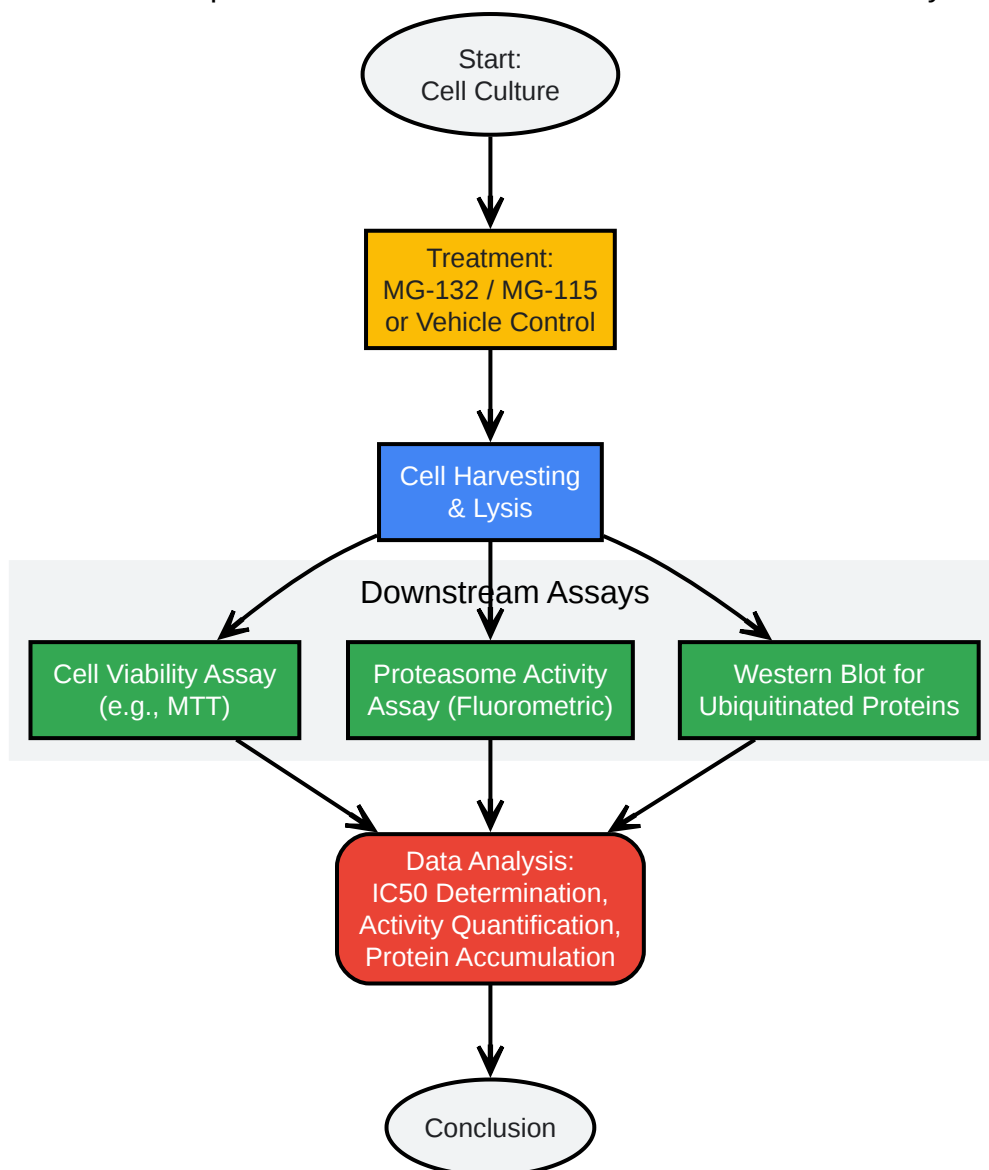 Start:
Cell Culture
Treatment:
MG-132 / MG-115
or Vehicle Control
Cell Harvesting
& Lysis
Downstream Assays
Cell Viability Assay
(e.g., MTT)
Proteasome Activity
Assay (Fluorometric)
Western Blot for
Ubiquitinated Proteins
Data Analysis:
IC50 Determination,
Activity Quantification,
Protein Accumulation
Conclusion